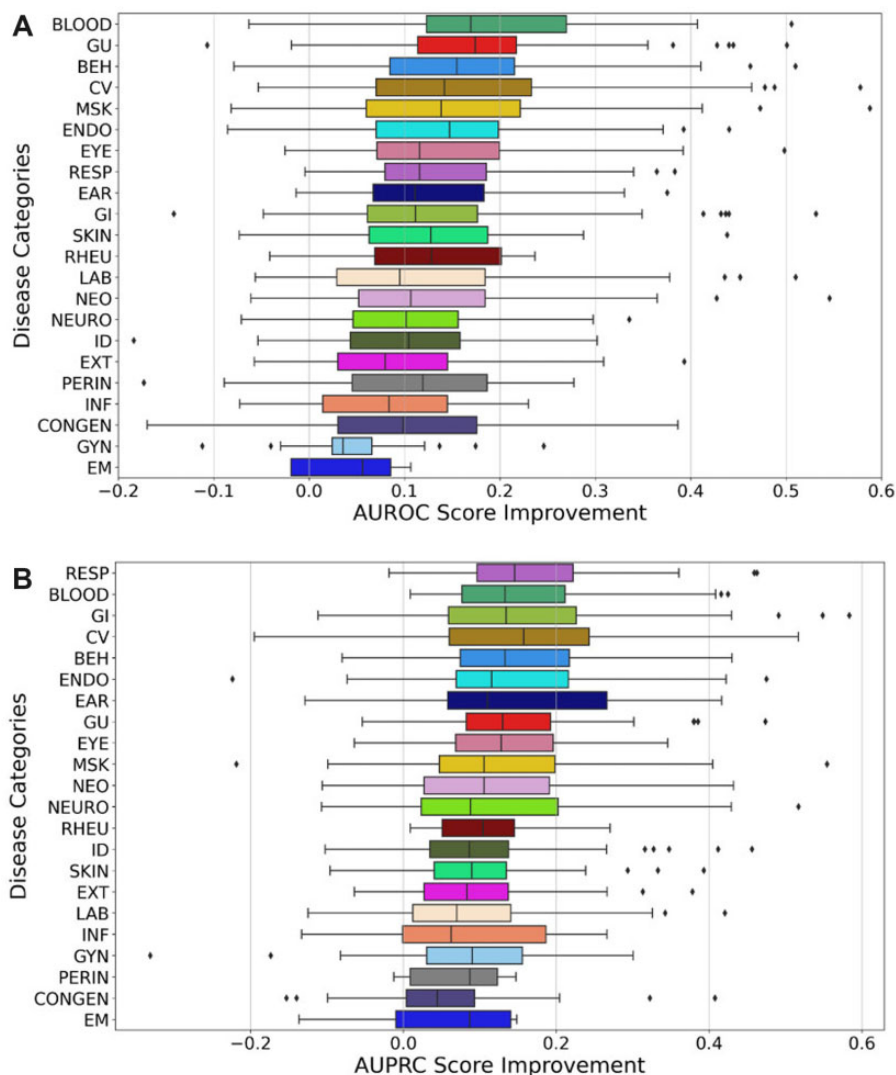 A
Disease Categories
BLOOD
GU
BEH
CV
MSK
ENDO
EYE
RESP
EAR
GI
SKIN
RHEU
LAB
NEO
NEURO
ID
EXT
PERIN
INF
CONGEN
GYN
EM
−0.2 −0.1 0.0 0.1 0.2 0.3 0.4 0.5 0.6
AUROC Score Improvement
B
Disease Categories
RESP
BLOOD
GI
CV
BEH
ENDO
EAR
GU
EYE
MSK
NEO
NEURO
RHEU
ID
SKIN
EXT
LAB
INF
GYN
PERIN
CONGEN
EM
−0.2 0.0 0.2 0.4 0.6
AUPRC Score Improvement